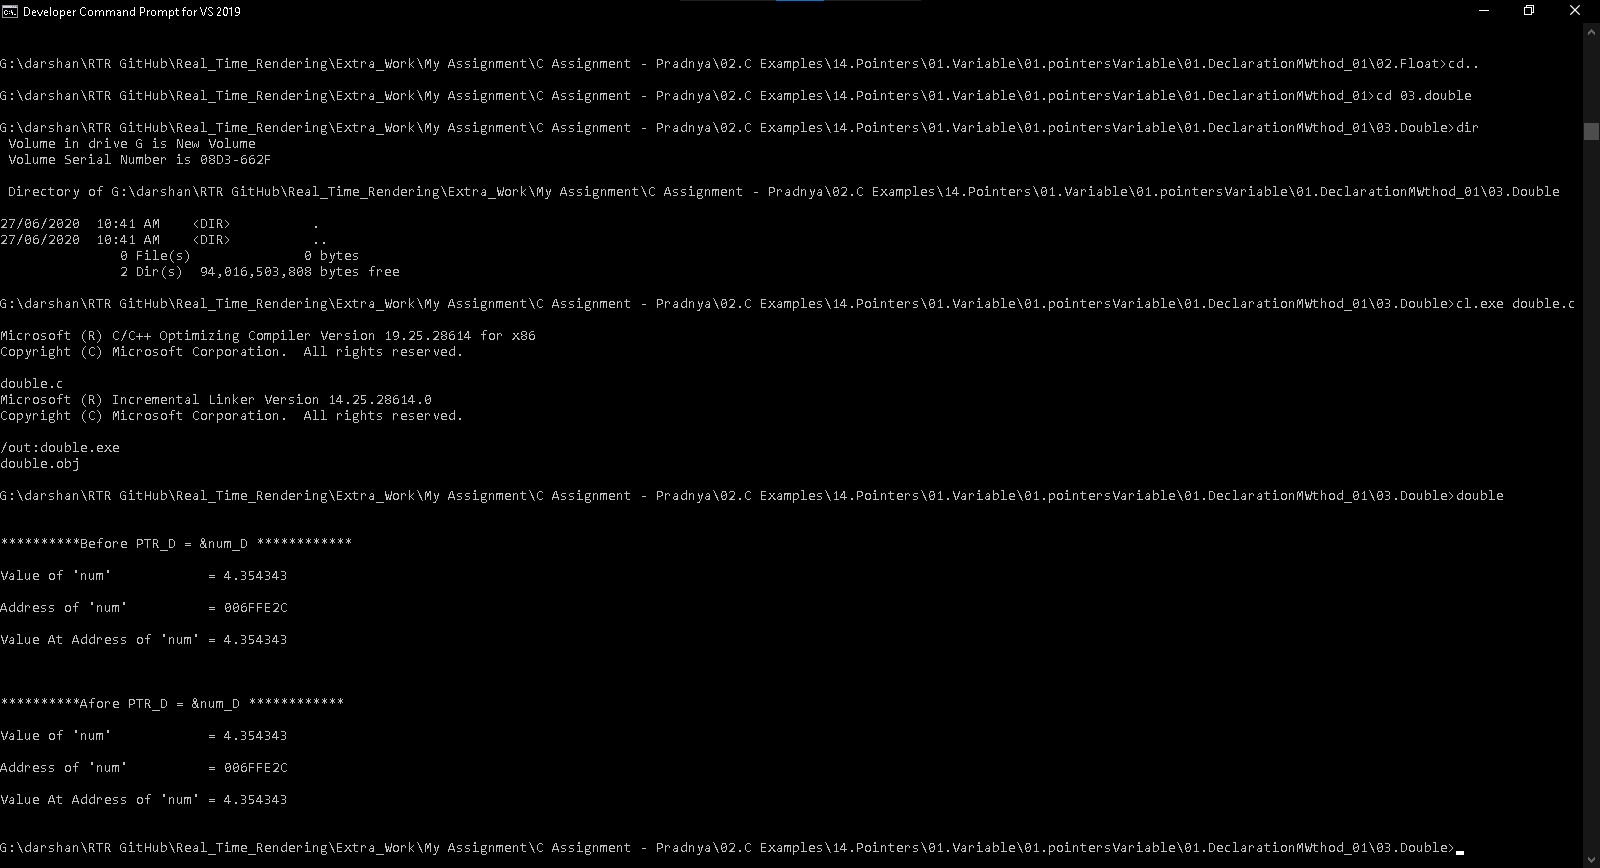 Developer Command Prompt for VS 2019
G:\darshan\RTR GitHub\Real_Time_Rendering\Extra_Work\My Assignment\C Assignment - Pradnya\02.C Examples\14.Pointers\01.Variable\01.pointersVariable\01.DeclarationMWthod_01\02.Float>cd..
G:\darshan\RTR GitHub\Real_Time_Rendering\Extra_Work\My Assignment\C Assignment - Pradnya\02.C Examples\14.Pointers\01.Variable\01.pointersVariable\01.DeclarationMWthod_01>cd 03.double
G:\darshan\RTR GitHub\Real_Time_Rendering\Extra_Work\My Assignment\C Assignment - Pradnya\02.C Examples\14.Pointers\01.Variable\01.pointersVariable\01.DeclarationMWthod_01\03.Double>dir
Volume in drive G is New Volume
Volume Serial Number is 08D3-662F
Directory of G:\darshan\RTR GitHub\Real_Time_Rendering\Extra_Work\My Assignment\C Assignment - Pradnya\02.C Examples\14.Pointers\01.Variable\01.pointersVariable\01.DeclarationMWthod_01\03.Double
27/06/2020  10:41 AM    <DIR>          .
27/06/2020  10:41 AM    <DIR>          ..
0 File(s)              0 bytes
2 Dir(s)  94,016,503,808 bytes free
G:\darshan\RTR GitHub\Real_Time_Rendering\Extra_Work\My Assignment\C Assignment - Pradnya\02.C Examples\14.Pointers\01.Variable\01.pointersVariable\01.DeclarationMWthod_01\03.Double>cl.exe double.c
Microsoft (R) C/C++ Optimizing Compiler Version 19.25.28614 for x86
Copyright (C) Microsoft Corporation.  All rights reserved.
double.c
Microsoft (R) Incremental Linker Version 14.25.28614.0
Copyright (C) Microsoft Corporation.  All rights reserved.
/out:double.exe
double.obj
G:\darshan\RTR GitHub\Real_Time_Rendering\Extra_Work\My Assignment\C Assignment - Pradnya\02.C Examples\14.Pointers\01.Variable\01.pointersVariable\01.DeclarationMWthod_01\03.Double>double
**********Before PTR_D = &num_D ************
Value of 'num'            = 4.354343
Address of 'num'          = 006FFE2C
Value At Address of 'num' = 4.354343
**********Afore PTR_D = &num_D ************
Value of 'num'            = 4.354343
Address of 'num'          = 006FFE2C
Value At Address of 'num' = 4.354343
G:\darshan\RTR GitHub\Real_Time_Rendering\Extra_Work\My Assignment\C Assignment - Pradnya\02.C Examples\14.Pointers\01.Variable\01.pointersVariable\01.DeclarationMWthod_01\03.Double>